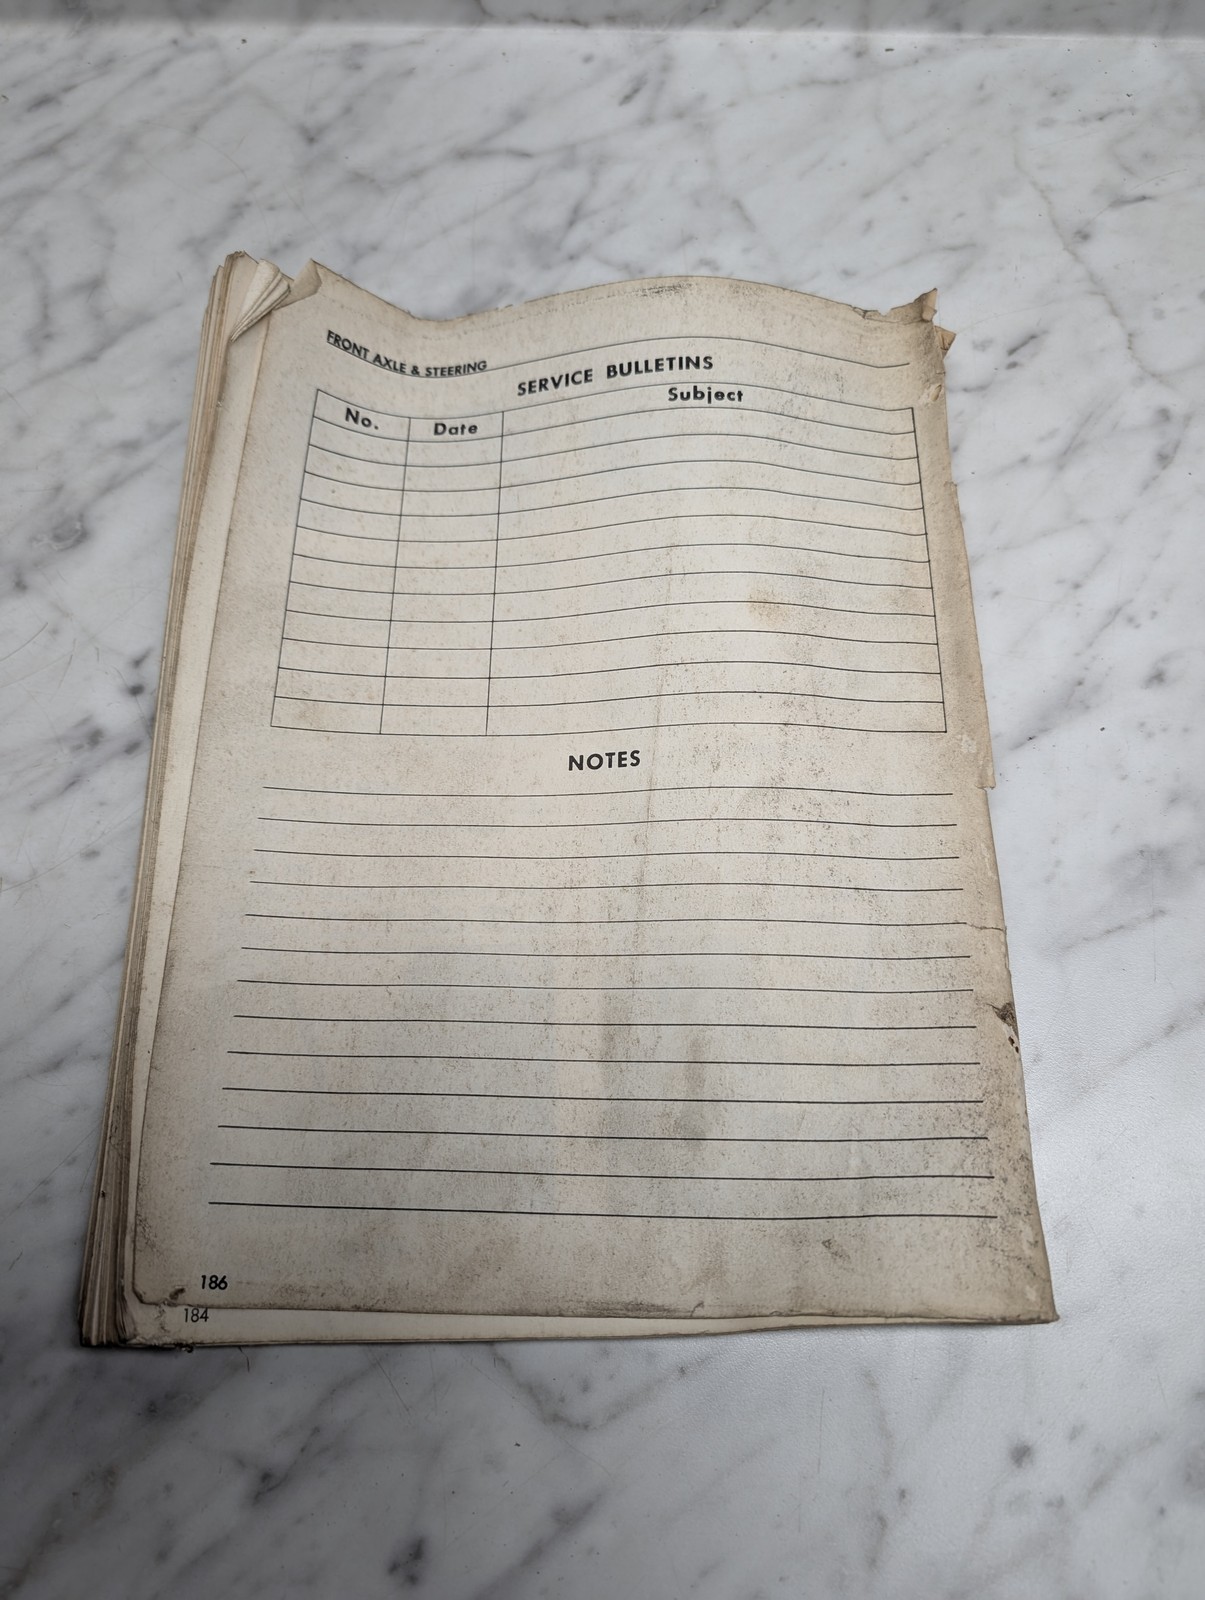 FRONT AXLE & STEERING
SERVICE BULLETINS
No. Date Subject
NOTES
186
184